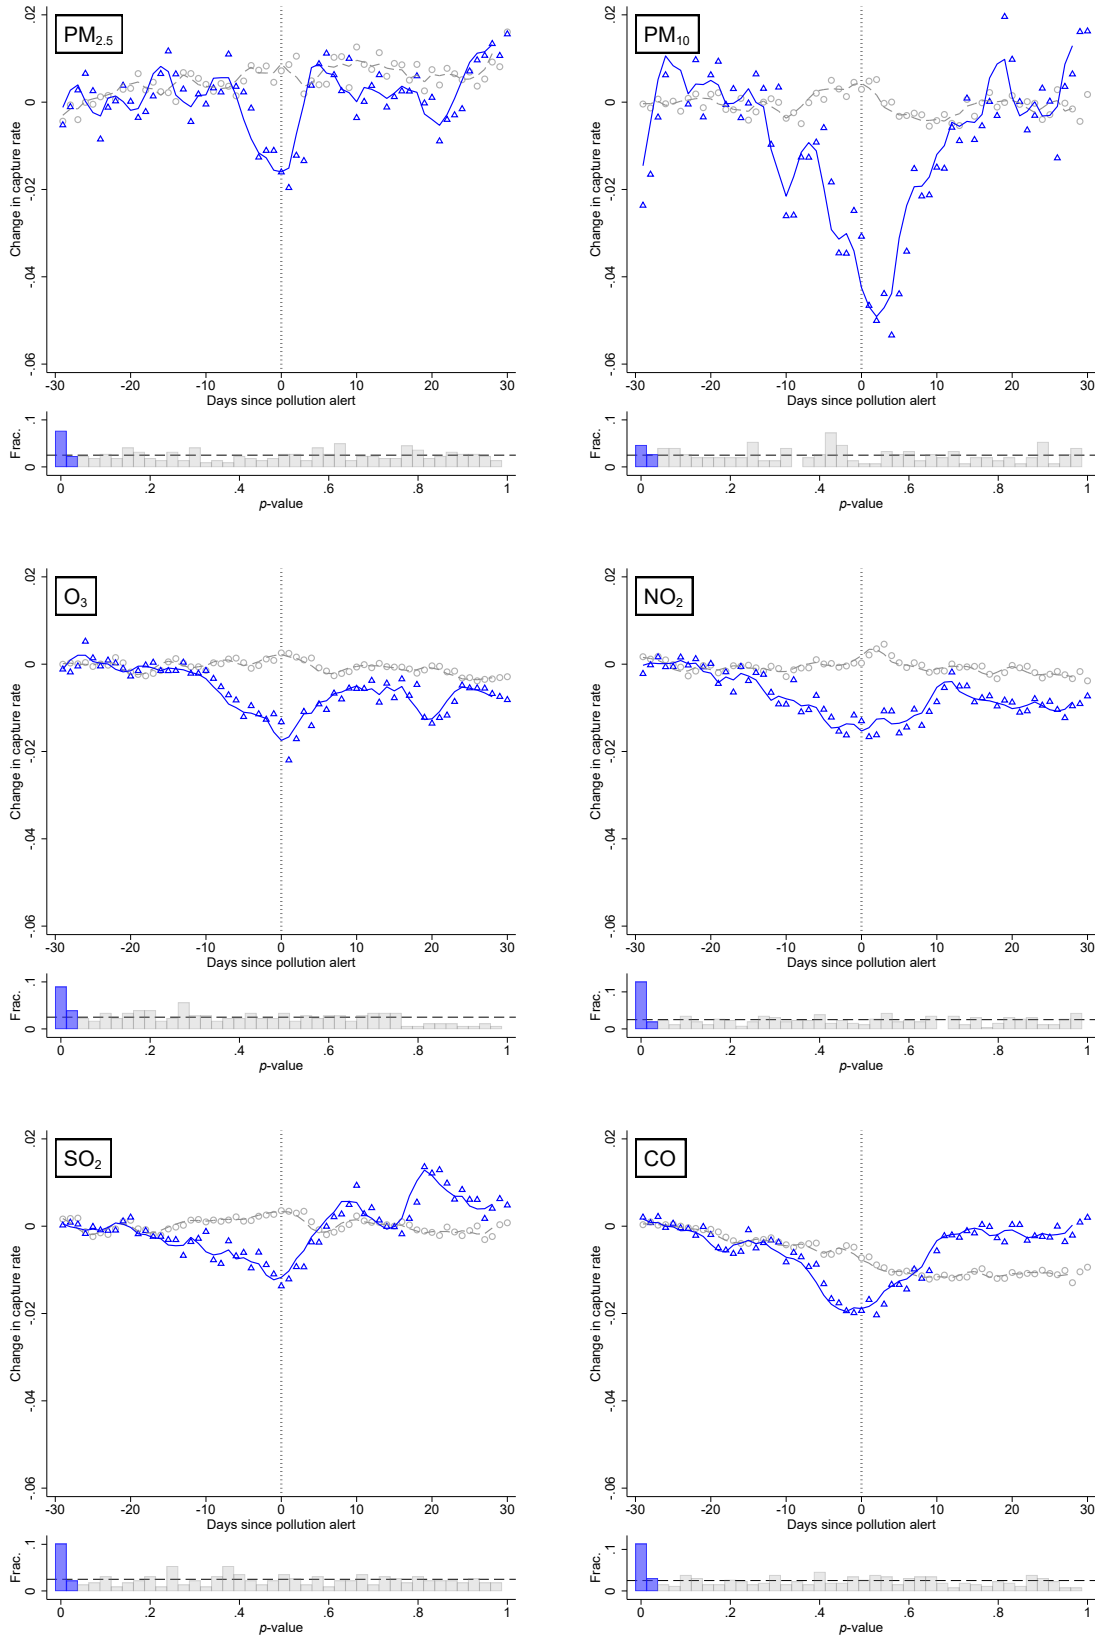 PM2.5
Change in capture rate
.02
0
-.02
-.04
-.06
-30 -20 -10 0 10 20 30
Days since pollution alert
Frac.
.1
0
0 .2 .4 .6 .8 1
p-value
PM10
Change in capture rate
.02
0
-.02
-.04
-.06
-30 -20 -10 0 10 20 30
Days since pollution alert
Frac.
.1
0
0 .2 .4 .6 .8 1
p-value
O3
Change in capture rate
.02
0
-.02
-.04
-.06
-30 -20 -10 0 10 20 30
Days since pollution alert
Frac.
.1
0
0 .2 .4 .6 .8 1
p-value
NO2
Change in capture rate
.02
0
-.02
-.04
-.06
-30 -20 -10 0 10 20 30
Days since pollution alert
Frac.
.1
0
0 .2 .4 .6 .8 1
p-value
SO2
Change in capture rate
.02
0
-.02
-.04
-.06
-30 -20 -10 0 10 20 30
Days since pollution alert
Frac.
.1
0
0 .2 .4 .6 .8 1
p-value
CO
Change in capture rate
.02
0
-.02
-.04
-.06
-30 -20 -10 0 10 20 30
Days since pollution alert
Frac.
.1
0
0 .2 .4 .6 .8 1
p-value